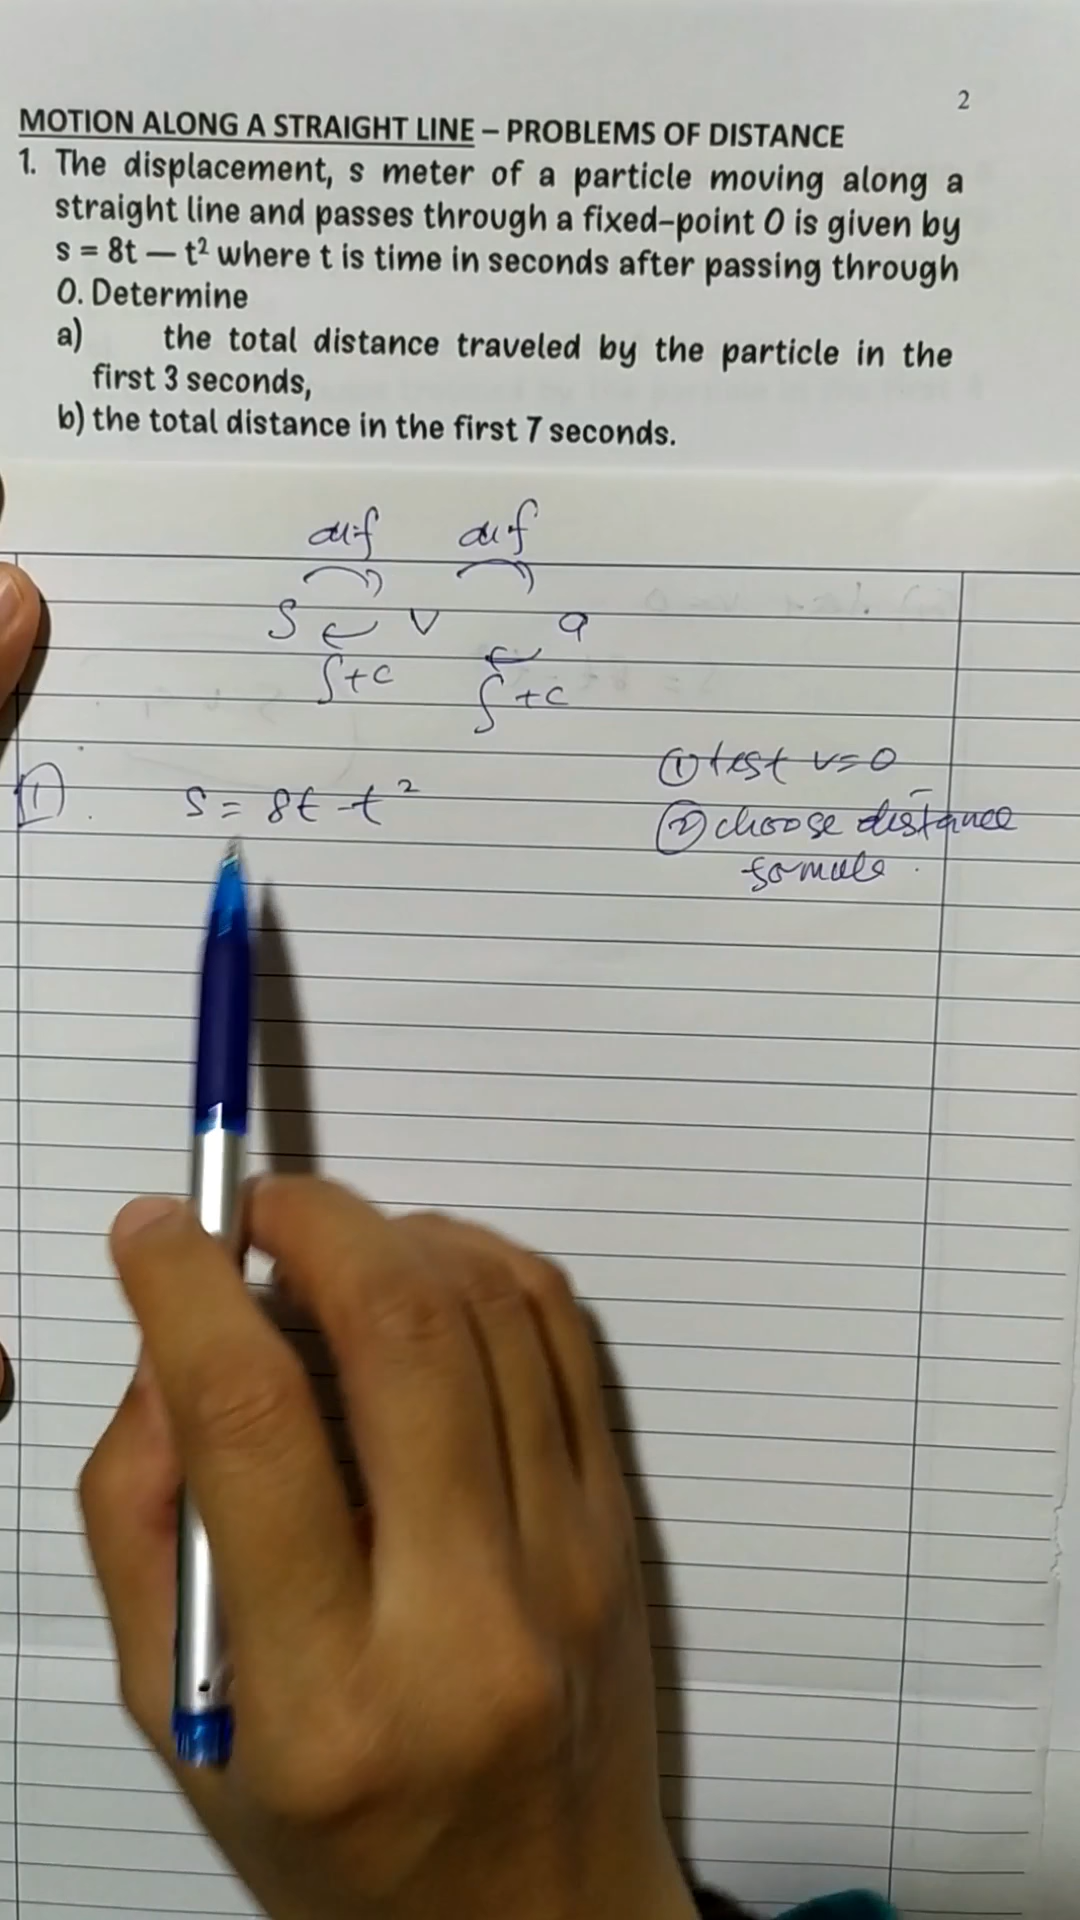 2
MOTION ALONG A STRAIGHT LINE – PROBLEMS OF DISTANCE
1. The displacement, s meter of a particle moving along a
straight line and passes through a fixed-point O is given by
s = 8t — t² where t is time in seconds after passing through
O. Determine
a) the total distance traveled by the particle in the
first 3 seconds,
b) the total distance in the first 7 seconds.
dif dif
S v a
∫+c ∫+c
① test v=0
① s = 8t - t²
② choose distance
formula.